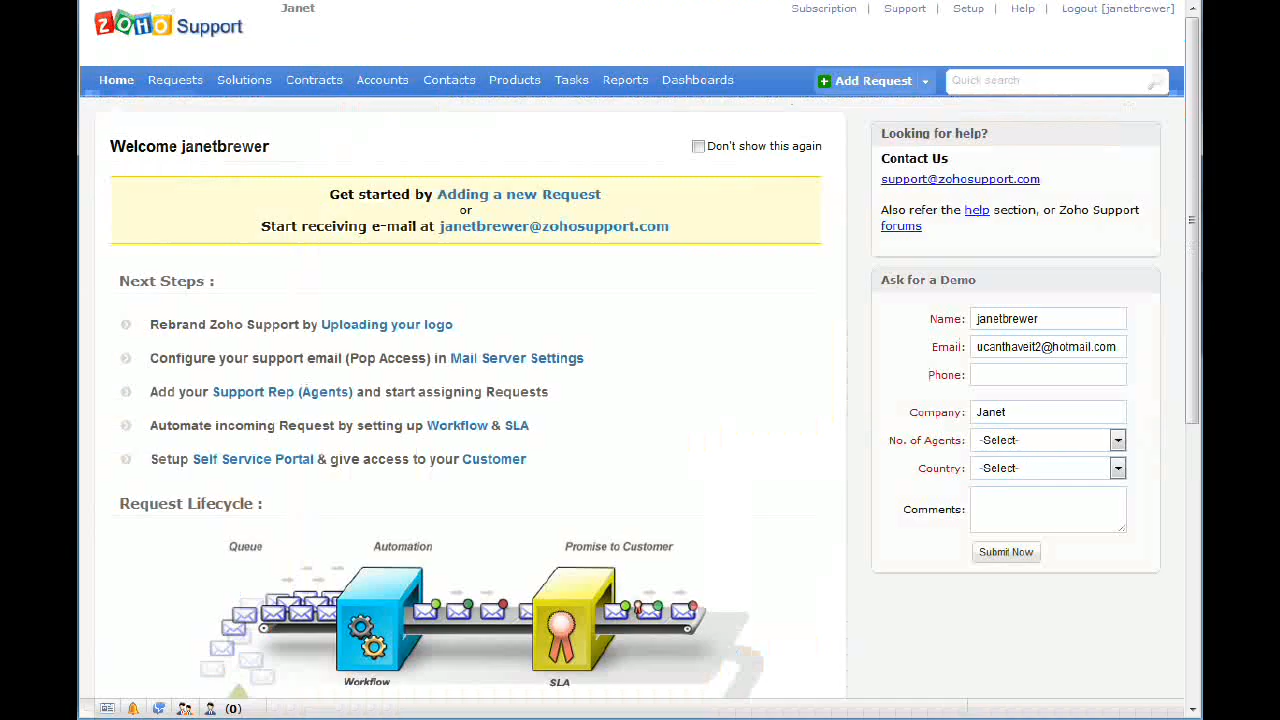 Janet
Subscription | Support | Setup | Help | Logout [janetbrewer]
ZOHO Support
Home Requests Solutions Contracts Accounts Contacts Products Tasks Reports Dashboards Add Request Quick search
Welcome janetbrewer
Don't show this again
Get started by Adding a new Request
or
Start receiving e-mail at janetbrewer@zohosupport.com
Next Steps :
Rebrand Zoho Support by Uploading your logo
Configure your support email (Pop Access) in Mail Server Settings
Add your Support Rep (Agents) and start assigning Requests
Automate incoming Request by setting up Workflow & SLA
Setup Self Service Portal & give access to your Customer
Request Lifecycle :
Queue Automation Promise to Customer
Workflow SLA
Looking for help?
Contact Us
support@zohosupport.com
Also refer the help section, or Zoho Support
forums
Ask for a Demo
Name: janetbrewer
Email: ucanthaveit2@hotmail.com
Phone:
Company: Janet
No. of Agents: -Select-
Country: -Select-
Comments:
Submit Now
(0)